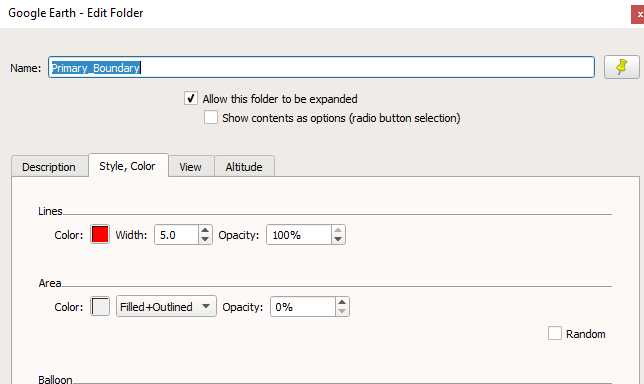 Google Earth - Edit Folder
x
Name: Primary_Boundary
Allow this folder to be expanded
Show contents as options (radio button selection)
Description Style, Color View Altitude
Lines
Color: Width: 5.0 Opacity: 100%
Area
Color: Filled+Outlined Opacity: 0%
Random
Balloon